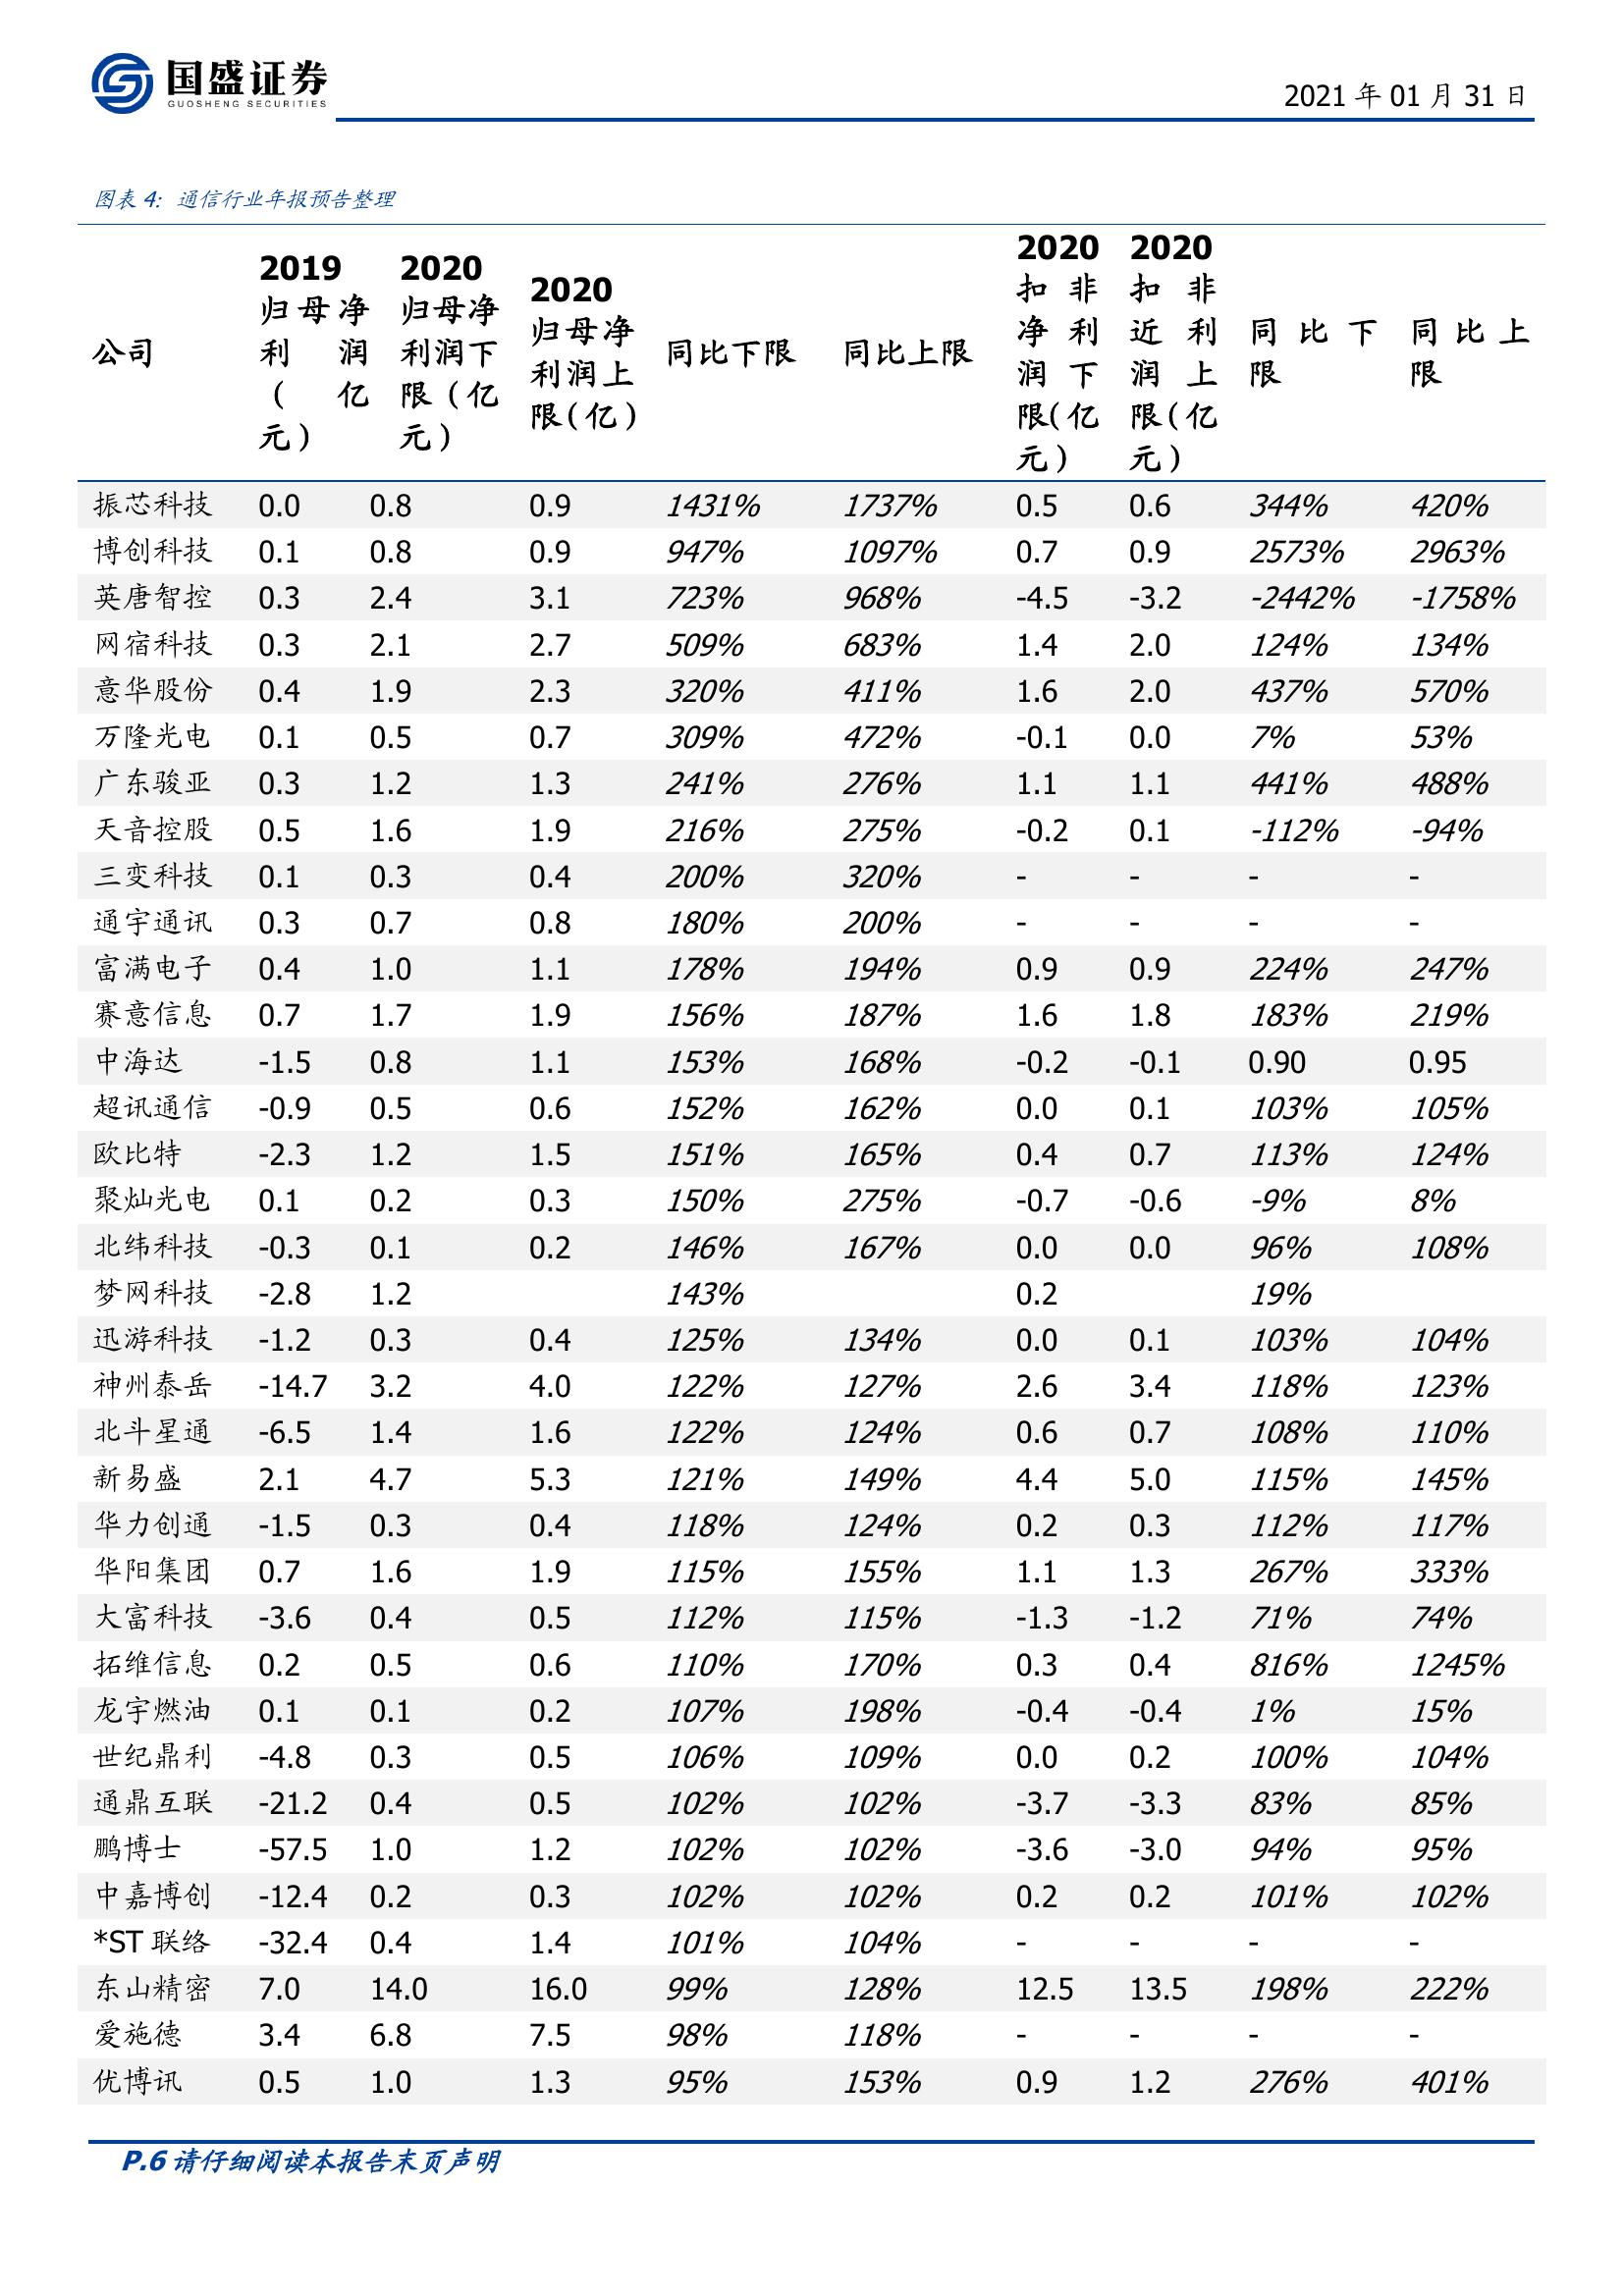 国盛证券
GUOSHENG SECURITIES
2021 年 01 月 31 日
图表 4: 通信行业年报预告整理
公司 2019 归母净利润(亿元) 2020 归母净利润下限(亿元) 2020 归母净利润上限(亿) 同比下限 同比上限 2020 扣非净利润下限(亿元) 2020 扣非近利润上限(亿元) 同比下限 同比上限
振芯科技 0.0 0.8 0.9 1431% 1737% 0.5 0.6 344% 420%
博创科技 0.1 0.8 0.9 947% 1097% 0.7 0.9 2573% 2963%
英唐智控 0.3 2.4 3.1 723% 968% -4.5 -3.2 -2442% -1758%
网宿科技 0.3 2.1 2.7 509% 683% 1.4 2.0 124% 134%
意华股份 0.4 1.9 2.3 320% 411% 1.6 2.0 437% 570%
万隆光电 0.1 0.5 0.7 309% 472% -0.1 0.0 7% 53%
广东骏亚 0.3 1.2 1.3 241% 276% 1.1 1.1 441% 488%
天音控股 0.5 1.6 1.9 216% 275% -0.2 0.1 -112% -94%
三变科技 0.1 0.3 0.4 200% 320% - - - -
通宇通讯 0.3 0.7 0.8 180% 200% - - - -
富满电子 0.4 1.0 1.1 178% 194% 0.9 0.9 224% 247%
赛意信息 0.7 1.7 1.9 156% 187% 1.6 1.8 183% 219%
中海达 -1.5 0.8 1.1 153% 168% -0.2 -0.1 0.90 0.95
超讯通信 -0.9 0.5 0.6 152% 162% 0.0 0.1 103% 105%
欧比特 -2.3 1.2 1.5 151% 165% 0.4 0.7 113% 124%
聚灿光电 0.1 0.2 0.3 150% 275% -0.7 -0.6 -9% 8%
北纬科技 -0.3 0.1 0.2 146% 167% 0.0 0.0 96% 108%
梦网科技 -2.8 1.2 143% 0.2 19%
迅游科技 -1.2 0.3 0.4 125% 134% 0.0 0.1 103% 104%
神州泰岳 -14.7 3.2 4.0 122% 127% 2.6 3.4 118% 123%
北斗星通 -6.5 1.4 1.6 122% 124% 0.6 0.7 108% 110%
新易盛 2.1 4.7 5.3 121% 149% 4.4 5.0 115% 145%
华力创通 -1.5 0.3 0.4 118% 124% 0.2 0.3 112% 117%
华阳集团 0.7 1.6 1.9 115% 155% 1.1 1.3 267% 333%
大富科技 -3.6 0.4 0.5 112% 115% -1.3 -1.2 71% 74%
拓维信息 0.2 0.5 0.6 110% 170% 0.3 0.4 816% 1245%
龙宇燃油 0.1 0.1 0.2 107% 198% -0.4 -0.4 1% 15%
世纪鼎利 -4.8 0.3 0.5 106% 109% 0.0 0.2 100% 104%
通鼎互联 -21.2 0.4 0.5 102% 102% -3.7 -3.3 83% 85%
鹏博士 -57.5 1.0 1.2 102% 102% -3.6 -3.0 94% 95%
中嘉博创 -12.4 0.2 0.3 102% 102% 0.2 0.2 101% 102%
*ST 联络 -32.4 0.4 1.4 101% 104% - - - -
东山精密 7.0 14.0 16.0 99% 128% 12.5 13.5 198% 222%
爱施德 3.4 6.8 7.5 98% 118% - - - -
优博讯 0.5 1.0 1.3 95% 153% 0.9 1.2 276% 401%
P.6 请仔细阅读本报告末页声明